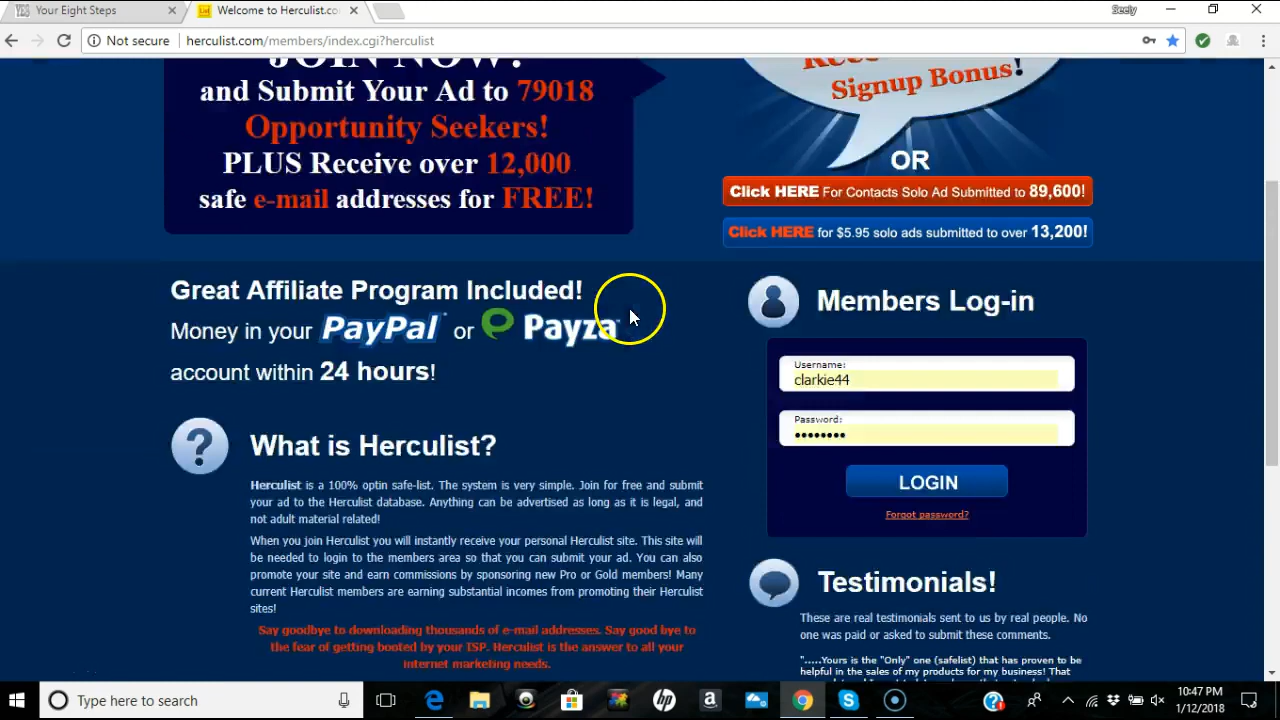 Your Eight Steps
Welcome to Herculist.co
Seely
Not secure
herculist.com/members/index.cgi?herculist
JOIN NOW!
and Submit Your Ad to 79018
Opportunity Seekers!
PLUS Receive over 12,000
safe e-mail addresses for FREE!
Signup Bonus!
OR
Click HERE For Contacts Solo Ad Submitted to 89,600!
Click HERE for $5.95 solo ads submitted to over 13,200!
Great Affiliate Program Included!
Money in your PayPal or Payza
account within 24 hours!
Members Log-in
Username:
clarkie44
Password:
••••••••
LOGIN
Forgot password?
What is Herculist?
Herculist is a 100% optin safe-list. The system is very simple. Join for free and submit
your ad to the Herculist database. Anything can be advertised as long as it is legal, and
not adult material related!
When you join Herculist you will instantly receive your personal Herculist site. This site will
be needed to login to the members area so that you can submit your ad. You can also
promote your site and earn commissions by sponsoring new Pro or Gold members! Many
current Herculist members are earning substantial incomes from promoting their Herculist
sites!
Say goodbye to downloading thousands of e-mail addresses. Say good bye to
the fear of getting booted by your ISP. Herculist is the answer to all your
internet marketing needs.
Testimonials!
These are real testimonials sent to us by real people. No
one was paid or asked to submit these comments.
".....Yours is the "Only" one (safelist) that has proven to be
helpful in the sales of my products for my business! That
Type here to search
10:47 PM
1/12/2018